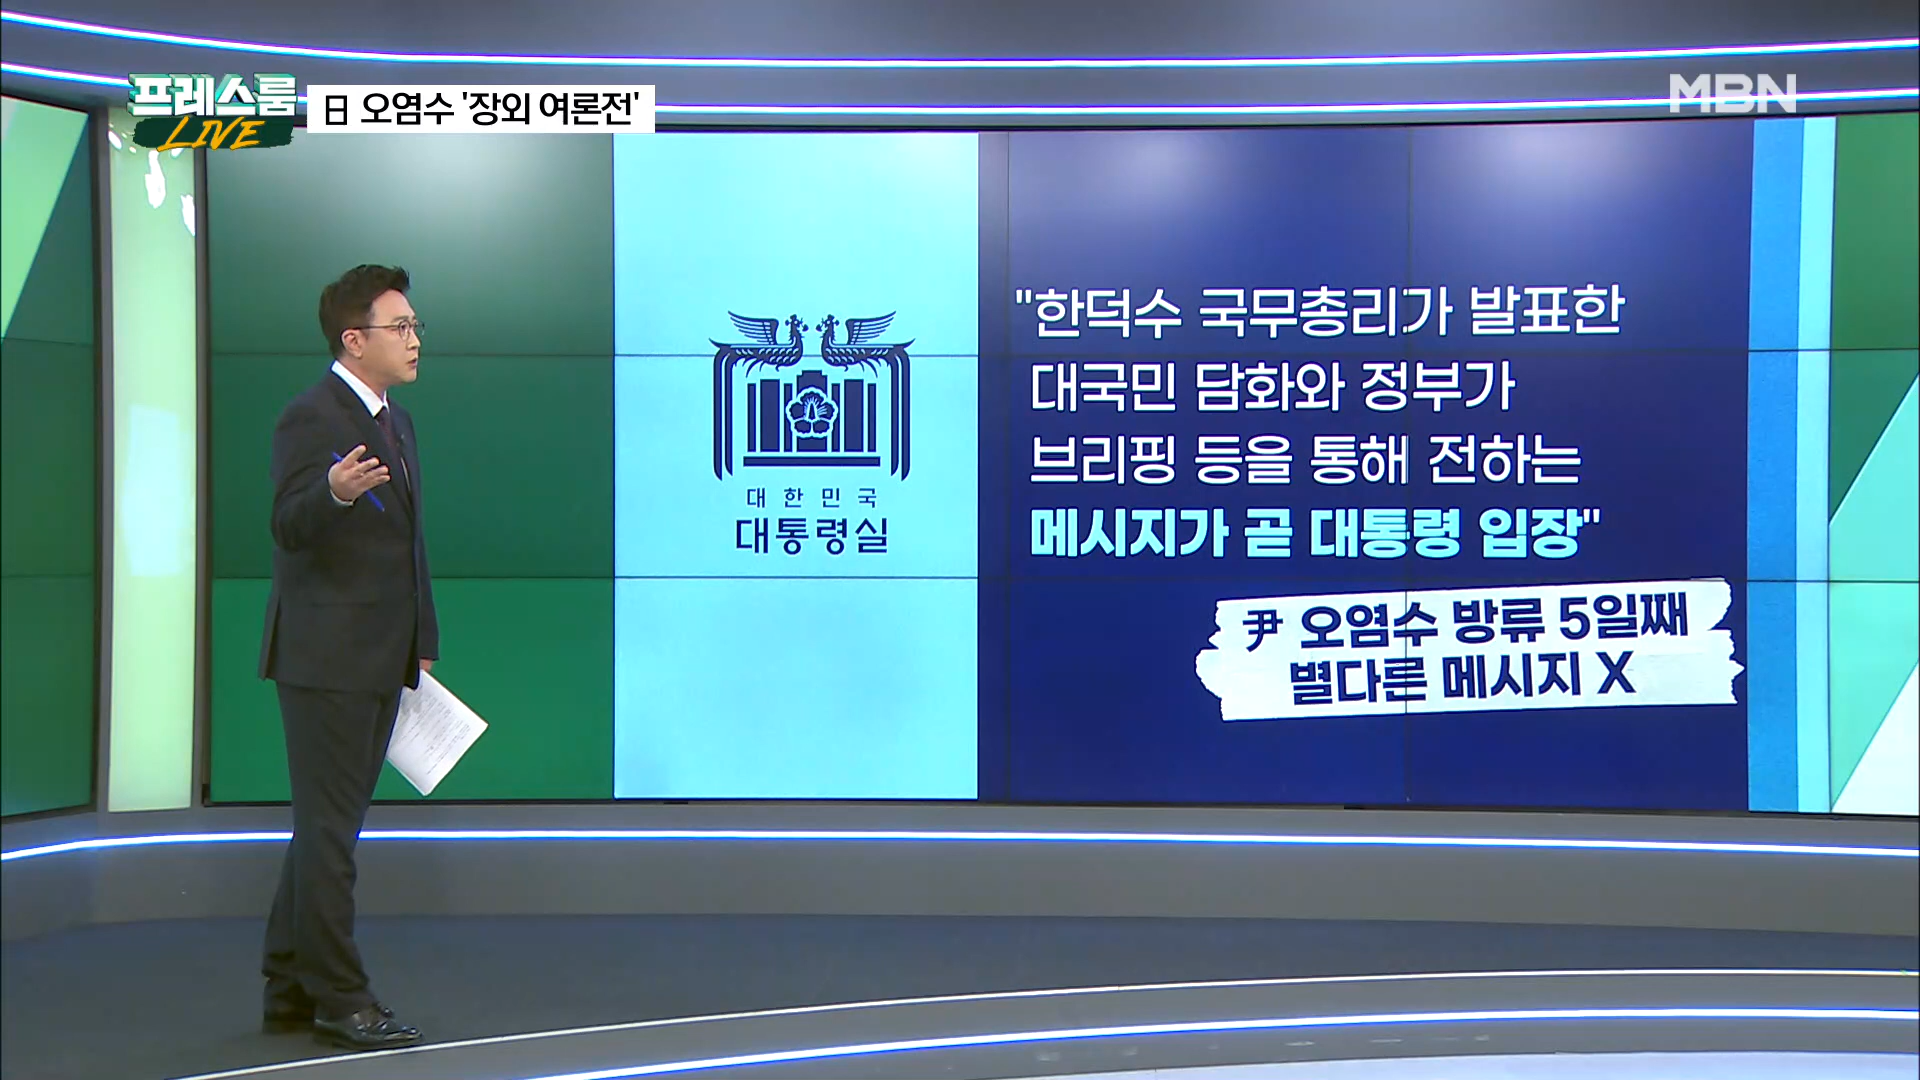 프레스룸
LIVE
日 오염수 '장외 여론전'
MBN
대한민국
대통령실
"한덕수 국무총리가 발표한
대국민 담화와 정부가
브리핑 등을 통해 전하는
메시지가 곧 대통령 입장"
尹 오염수 방류 5일째
별다른 메시지 X